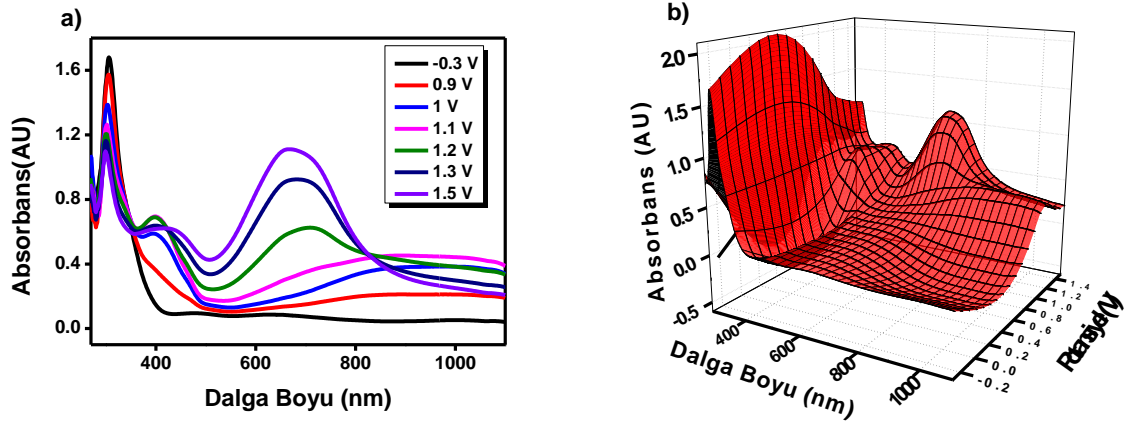 a)
Absorbans(AU)
1.6
1.2
0.8
0.4
0.0
400
600
800
1000
Dalga Boyu (nm)
-0.3 V
0.9 V
1 V
1.1 V
1.2 V
1.3 V
1.5 V
b)
Absorbans (AU)
2.0
1.5
1.0
0.5
0.0
-0.5
400
600
800
1000
Dalga Boyu (nm)
1.4
1.2
1.0
0.8
0.6
0.4
0.2
0.0
-0.2